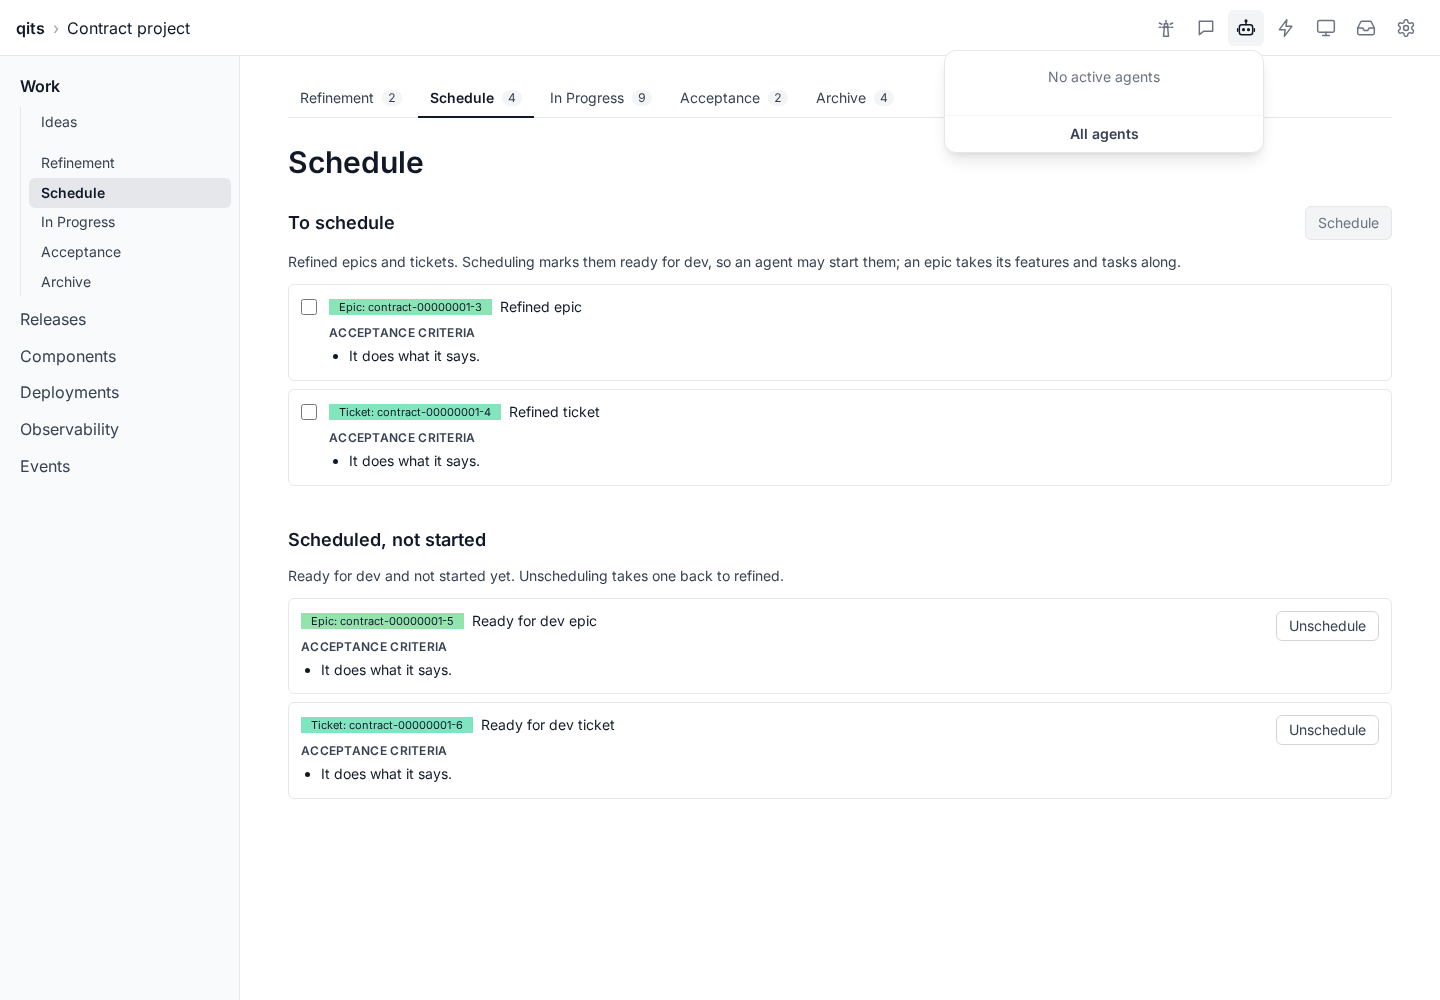 qits › Contract project
No active agents
All agents
Work
Ideas
Refinement
Schedule
In Progress
Acceptance
Archive
Releases
Components
Deployments
Observability
Events
Refinement 2 Schedule 4 In Progress 9 Acceptance 2 Archive 4
Schedule
To schedule
Schedule
Refined epics and tickets. Scheduling marks them ready for dev, so an agent may start them; an epic takes its features and tasks along.
Epic: contract-00000001-3 Refined epic
ACCEPTANCE CRITERIA
• It does what it says.
Ticket: contract-00000001-4 Refined ticket
ACCEPTANCE CRITERIA
• It does what it says.
Scheduled, not started
Ready for dev and not started yet. Unscheduling takes one back to refined.
Epic: contract-00000001-5 Ready for dev epic
Unschedule
ACCEPTANCE CRITERIA
• It does what it says.
Ticket: contract-00000001-6 Ready for dev ticket
Unschedule
ACCEPTANCE CRITERIA
• It does what it says.